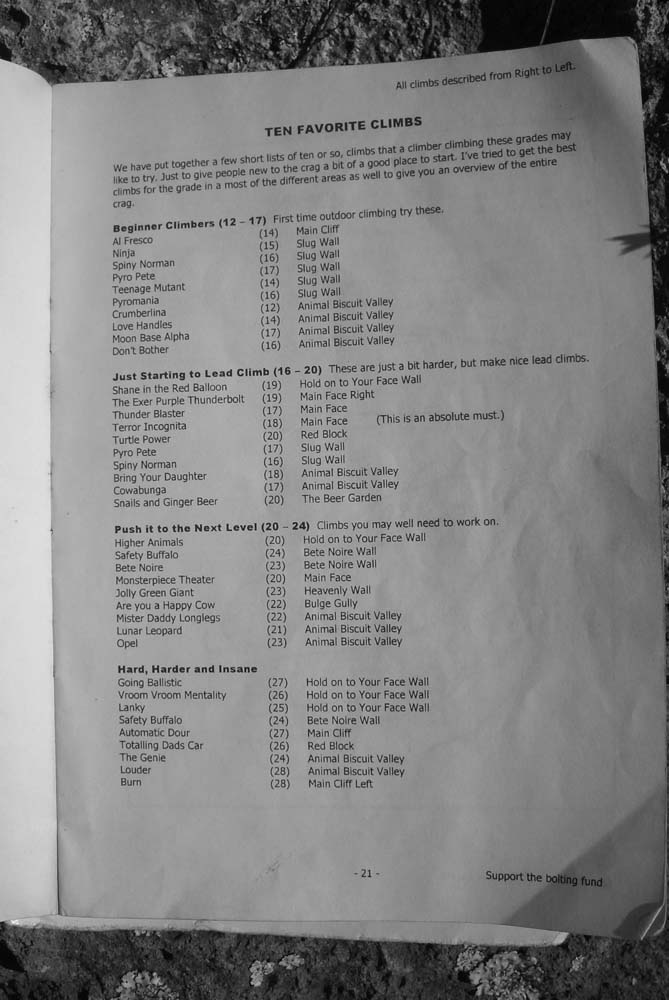 All climbs described from Right to Left.
TEN FAVORITE CLIMBS
We have put together a few short lists of ten or so, climbs that a climber climbing these grades may
like to try. Just to give people new to the crag a bit of a good place to start. I've tried to get the best
climbs for the grade in a most of the different areas as well to give you an overview of the entire
crag.
Beginner Climbers (12 – 17) First time outdoor climbing try these.
Al Fresco (14) Main Cliff
Ninja (15) Slug Wall
Spiny Norman (16) Slug Wall
Pyro Pete (17) Slug Wall
Teenage Mutant (14) Slug Wall
Pyromania (16) Slug Wall
Crumberlina (12) Animal Biscuit Valley
Love Handles (14) Animal Biscuit Valley
Moon Base Alpha (17) Animal Biscuit Valley
Don't Bother (16) Animal Biscuit Valley
Just Starting to Lead Climb (16 – 20) These are just a bit harder, but make nice lead climbs.
Shane in the Red Balloon (19) Hold on to Your Face Wall
The Exer Purple Thunderbolt (19) Main Face Right
Thunder Blaster (17) Main Face
Terror Incognita (18) Main Face (This is an absolute must.)
Turtle Power (20) Red Block
Pyro Pete (17) Slug Wall
Spiny Norman (16) Slug Wall
Bring Your Daughter (18) Animal Biscuit Valley
Cowabunga (17) Animal Biscuit Valley
Snails and Ginger Beer (20) The Beer Garden
Push it to the Next Level (20 – 24) Climbs you may well need to work on.
Higher Animals (20) Hold on to Your Face Wall
Safety Buffalo (24) Bete Noire Wall
Bete Noire (23) Bete Noire Wall
Monsterpiece Theater (20) Main Face
Jolly Green Giant (23) Heavenly Wall
Are you a Happy Cow (22) Bulge Gully
Mister Daddy Longlegs (22) Animal Biscuit Valley
Lunar Leopard (21) Animal Biscuit Valley
Opel (23) Animal Biscuit Valley
Hard, Harder and Insane
Going Ballistic (27) Hold on to Your Face Wall
Vroom Vroom Mentality (26) Hold on to Your Face Wall
Lanky (25) Hold on to Your Face Wall
Safety Buffalo (24) Bete Noire Wall
Automatic Dour (27) Main Cliff
Totalling Dads Car (26) Red Block
The Genie (24) Animal Biscuit Valley
Louder (28) Animal Biscuit Valley
Burn (28) Main Cliff Left
- 21 -
Support the bolting fund